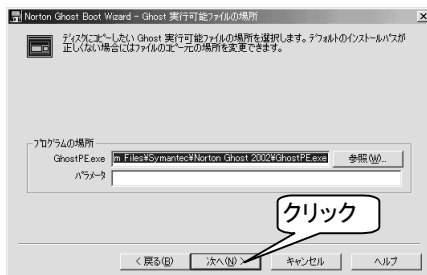 Norton Ghost Boot Wizard - Ghost 実行可能ファイルの場所
ディスクにコピーしたい Ghost 実行可能ファイルの場所を選択します。デフォルトのインストールパスが
正しくない場合にはファイルのコピー元の場所を変更できます。
プログラムの場所
GhostPE.exe m Files¥Symantec¥Norton Ghost 2002¥GhostPE.exe 参照(W)...
パラメータ
クリック
< 戻る(B) 次へ(N) > キャンセル ヘルプ